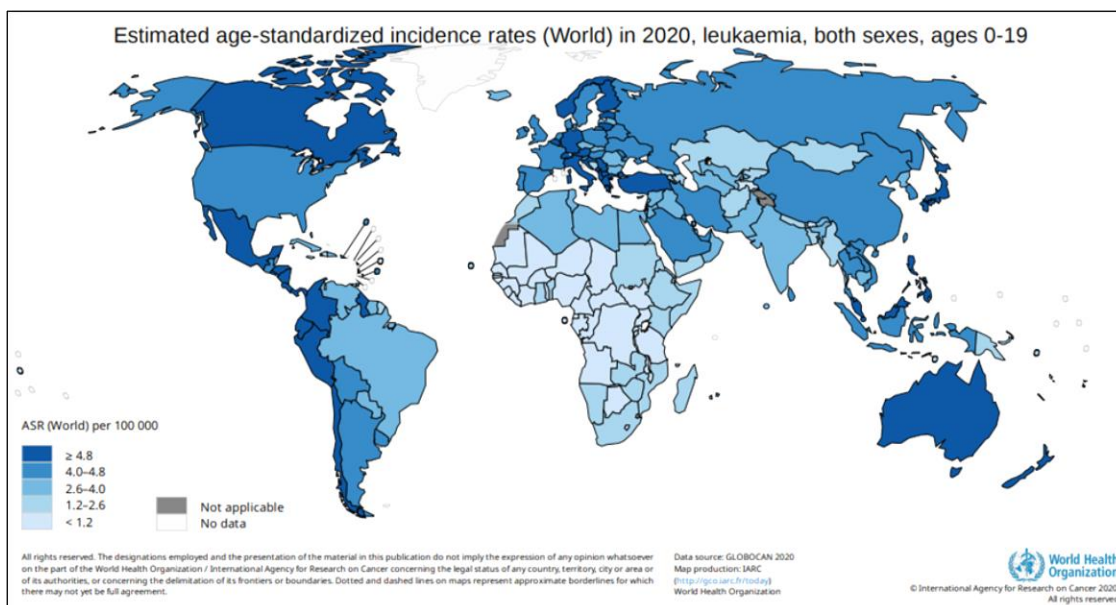 Estimated age-standardized incidence rates (World) in 2020, leukaemia, both sexes, ages 0-19
ASR (World) per 100 000
≥ 4.8
4.0–4.8
2.6–4.0
1.2–2.6
< 1.2
Not applicable
No data
All rights reserved. The designations employed and the presentation of the material in this publication do not imply the expression of any opinion whatsoever
on the part of the World Health Organization / International Agency for Research on Cancer concerning the legal status of any country, territory, city or area or
of its authorities, or concerning the delimitation of its frontiers or boundaries. Dotted and dashed lines on maps represent approximate borderlines for which
there may not yet be full agreement.
Data source: GLOBOCAN 2020
Map production: IARC
(http://gco.iarc.fr/today)
World Health Organization
World Health
Organization
© International Agency for Research on Cancer 2020
All rights reserved